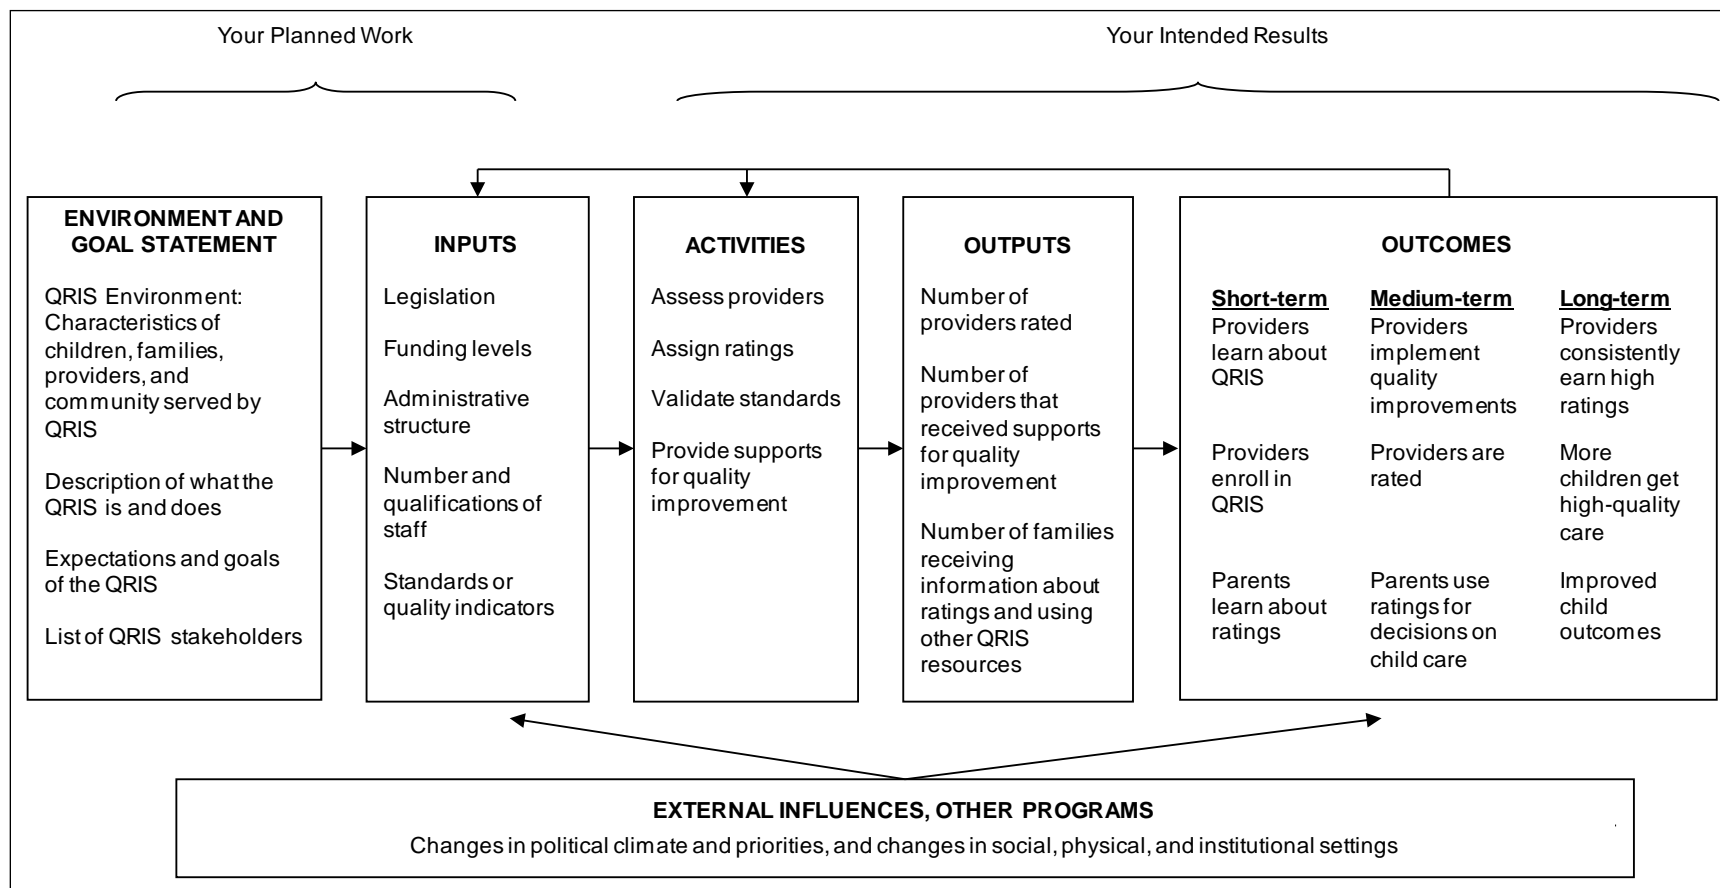 Your Planned Work
Your Intended Results
ENVIRONMENT AND
GOAL STATEMENT
QRIS Environment:
Characteristics of
children, families,
providers, and
community served by
QRIS
Description of what the
QRIS is and does
Expectations and goals
of the QRIS
List of QRIS stakeholders
INPUTS
Legislation
Funding levels
Administrative
structure
Number and
qualifications of
staff
Standards or
quality indicators
ACTIVITIES
Assess providers
Assign ratings
Validate standards
Provide supports
for quality
improvement
OUTPUTS
Number of
providers rated
Number of
providers that
received supports
for quality
improvement
Number of families
receiving
information about
ratings and using
other QRIS
resources
OUTCOMES
Short-term
Providers
learn about
QRIS
Providers
enroll in
QRIS
Parents
learn about
ratings
Medium-term
Providers
implement
quality
improvements
Providers are
rated
Parents use
ratings for
decisions on
child care
Long-term
Providers
consistently
earn high
ratings
More
children get
high-quality
care
Improved
child
outcomes
EXTERNAL INFLUENCES, OTHER PROGRAMS
Changes in political climate and priorities, and changes in social, physical, and institutional settings